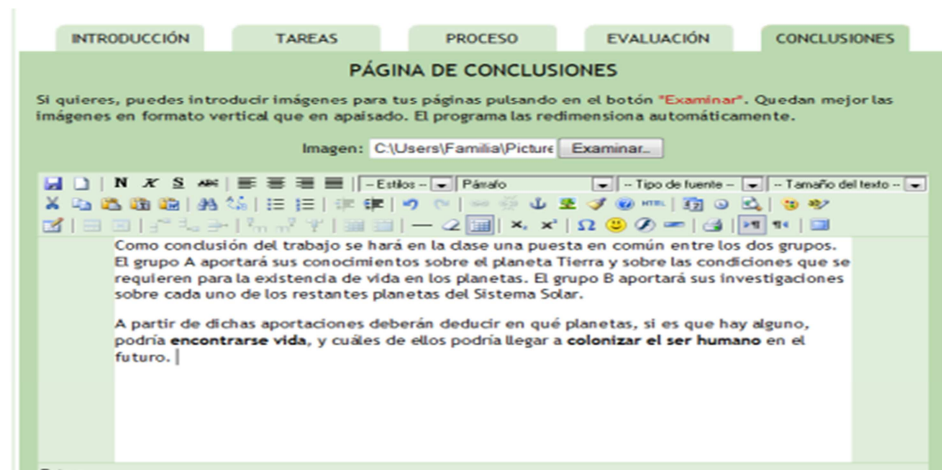 INTRODUCCIÓN TAREAS PROCESO EVALUACIÓN CONCLUSIONES
PÁGINA DE CONCLUSIONES
Si quieres, puedes introducir imágenes para tus páginas pulsando en el botón "Examinar". Quedan mejor las
imágenes en formato vertical que en apaisado. El programa las redimensiona automáticamente.
Imagen: C:\Users\Familia\Picture Examinar...
N K S ABC -- Estilos -- Párrafo -- Tipo de fuente -- -- Tamaño del texto --
HTML
Como conclusión del trabajo se hará en la clase una puesta en común entre los dos grupos.
El grupo A aportará sus conocimientos sobre el planeta Tierra y sobre las condiciones que se
requieren para la existencia de vida en los planetas. El grupo B aportará sus investigaciones
sobre cada uno de los restantes planetas del Sistema Solar.
A partir de dichas aportaciones deberán deducir en qué planetas, si es que hay alguno,
podría encontrarse vida, y cuáles de ellos podría llegar a colonizar el ser humano en el
futuro.